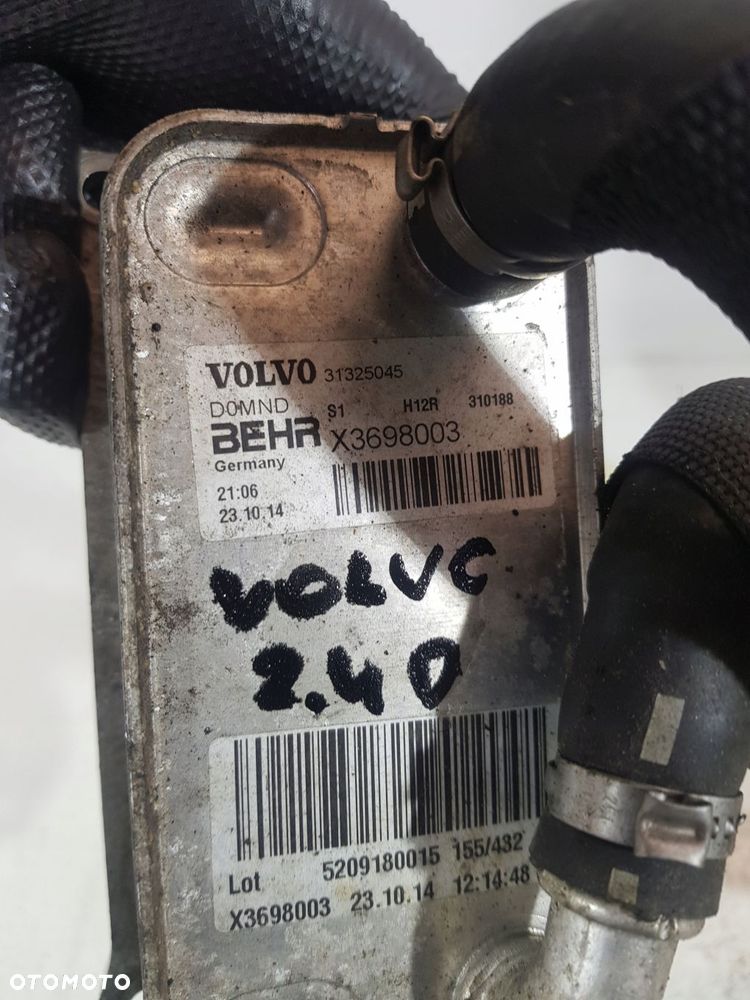 VOLVO 31325045
D0MND S1 H12R 310188
BEHR X3698003
Germany
21:06
23.10.14
VOLVC
2.4D
Lot 5209180015 155/432
X3698003 23.10.14 12:14:48
OTOMOTO